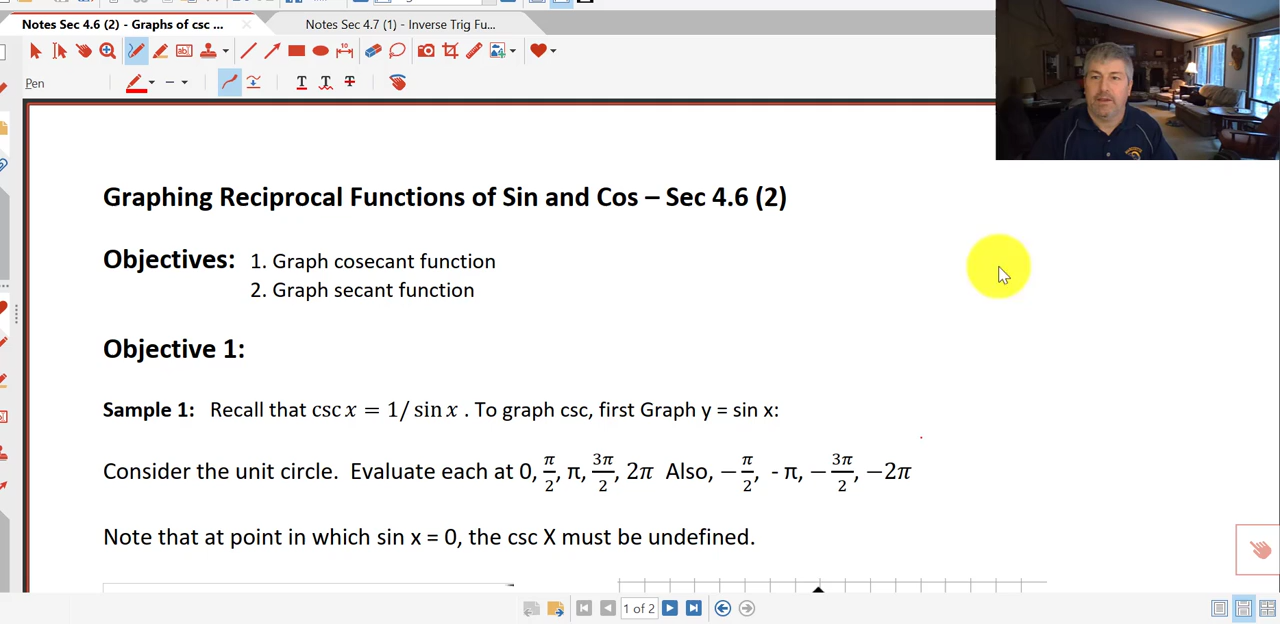 Notes Sec 4.6 (2) - Graphs of csc ...
Notes Sec 4.7 (1) - Inverse Trig Fu...
Pen
Graphing Reciprocal Functions of Sin and Cos – Sec 4.6 (2)
Objectives: 1. Graph cosecant function
2. Graph secant function
Objective 1:
Sample 1: Recall that csc x = 1/ sin x . To graph csc, first Graph y = sin x:
Consider the unit circle. Evaluate each at 0, π/2, π, 3π/2, 2π Also, −π/2, - π, −3π/2, −2π
Note that at point in which sin x = 0, the csc X must be undefined.
1 of 2